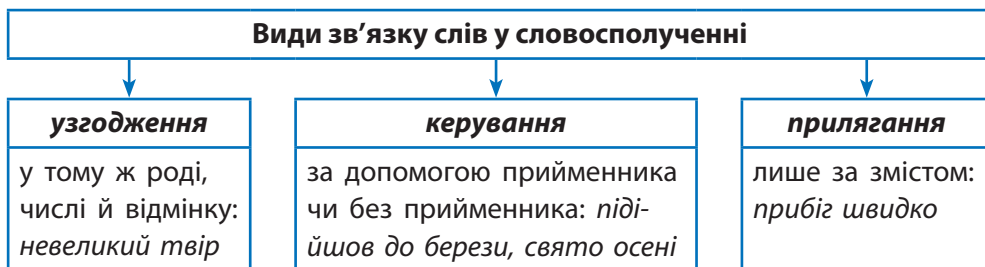 Види зв’язку слів у словосполученні
узгодження
у тому ж роді,
числі й відмінку:
невеликий твір
керування
за допомогою прийменника
чи без прийменника: піді-
йшов до берези, свято осені
прилягання
лише за змістом:
прибіг швидко